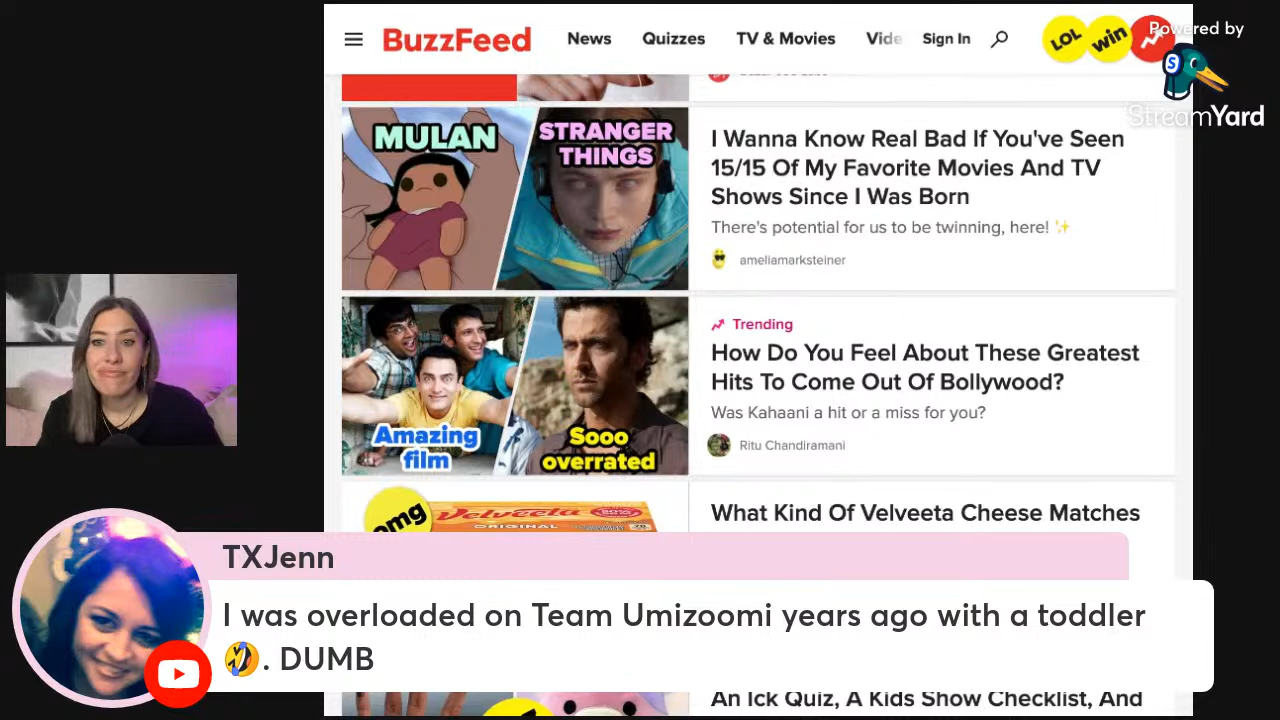 BuzzFeed News Quizzes TV & Movies Vide Sign In LOL win
Powered by
StreamYard
MULAN
STRANGER
THINGS
I Wanna Know Real Bad If You've Seen
15/15 Of My Favorite Movies And TV
Shows Since I Was Born
There's potential for us to be twinning, here! ✨
ameliamarksteiner
Amazing
film
Sooo
overrated
Trending
How Do You Feel About These Greatest
Hits To Come Out Of Bollywood?
Was Kahaani a hit or a miss for you?
Ritu Chandiramani
omg
Velveeta
ORIGINAL
What Kind Of Velveeta Cheese Matches
TXJenn
I was overloaded on Team Umizoomi years ago with a toddler
🤣. DUMB
An Ick Quiz, A Kids Show Checklist, And